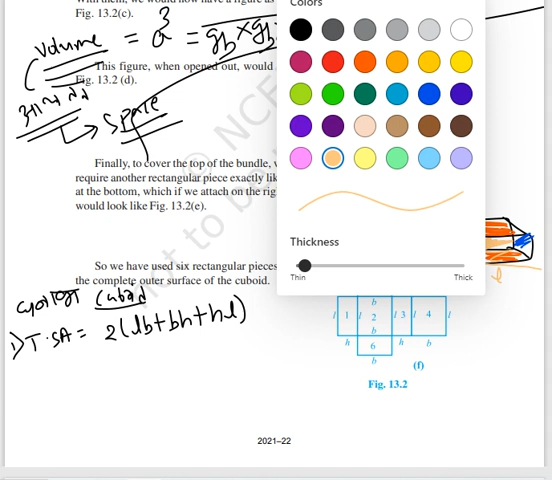 Fig. 13.2(c).
Volume = a³ =
This figure, when opened out, would
Fig. 13.2 (d).
space
Finally, to cover the top of the bundle,
require another rectangular piece exactly lik
at the bottom, which if we attach on the rig
would look like Fig. 13.2(e).
So we have used six rectangular pieces
the complete outer surface of the cuboid.
Cuboid
1) T.SA = 2(lb+bh+hl)
Colors
Thickness
Thin Thick
b
l 1 l 2 l 3 l 4 l
b
h 6 h b
b
(f)
Fig. 13.2
l
2021–22